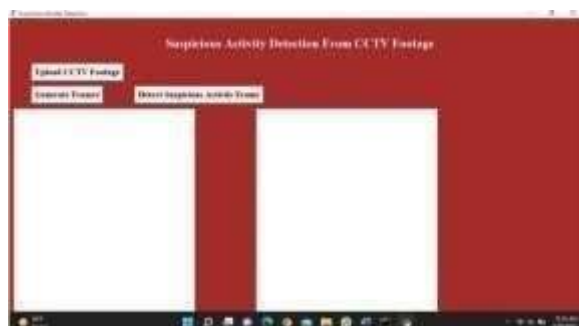 Suspicious Activity Detection From CCTV Footage
Upload CCTV Footage
Generate Frames
Detect Suspicious Activity Frame